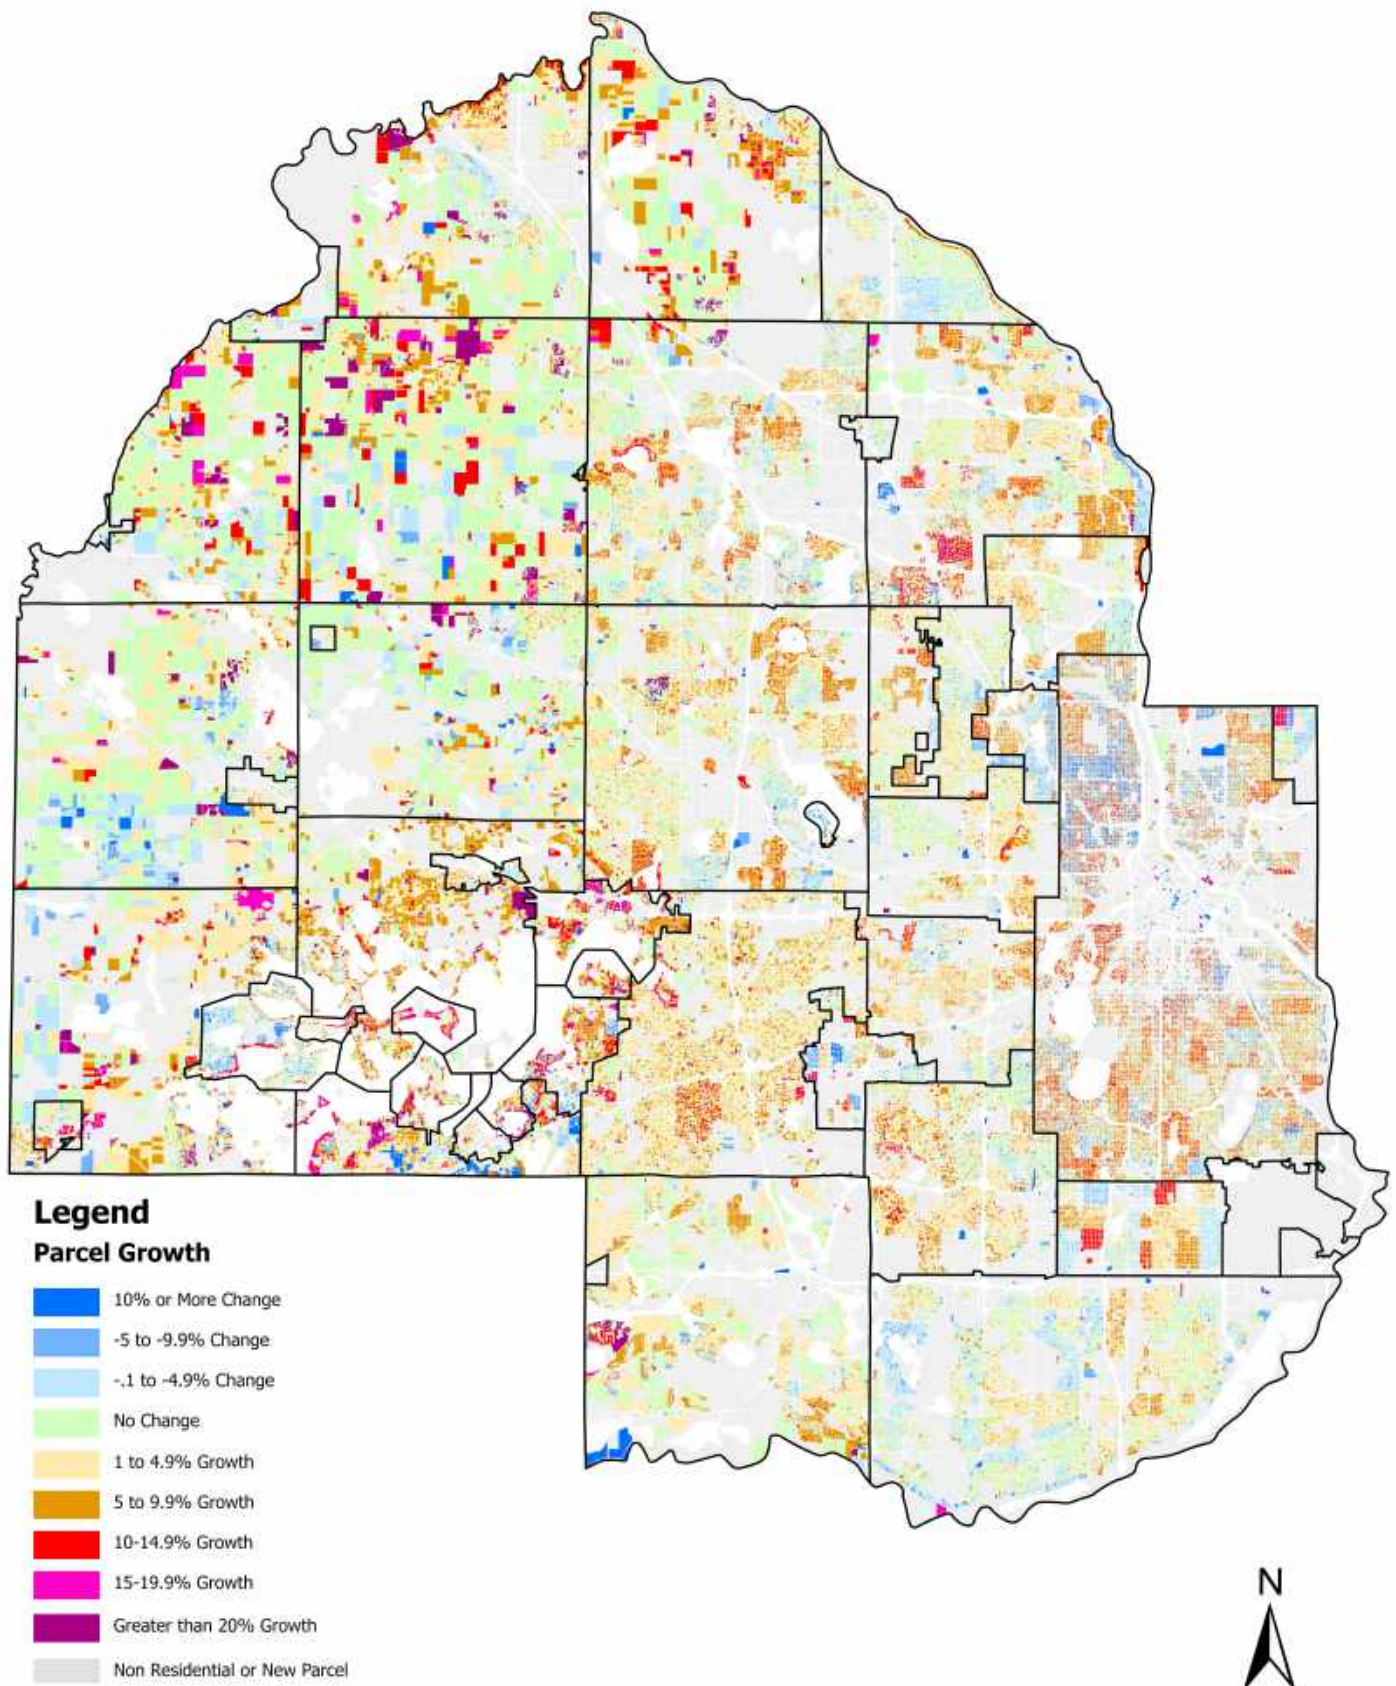 Legend
Parcel Growth
10% or More Change
-5 to -9.9% Change
-.1 to -4.9% Change
No Change
1 to 4.9% Growth
5 to 9.9% Growth
10-14.9% Growth
15-19.9% Growth
Greater than 20% Growth
Non Residential or New Parcel
N